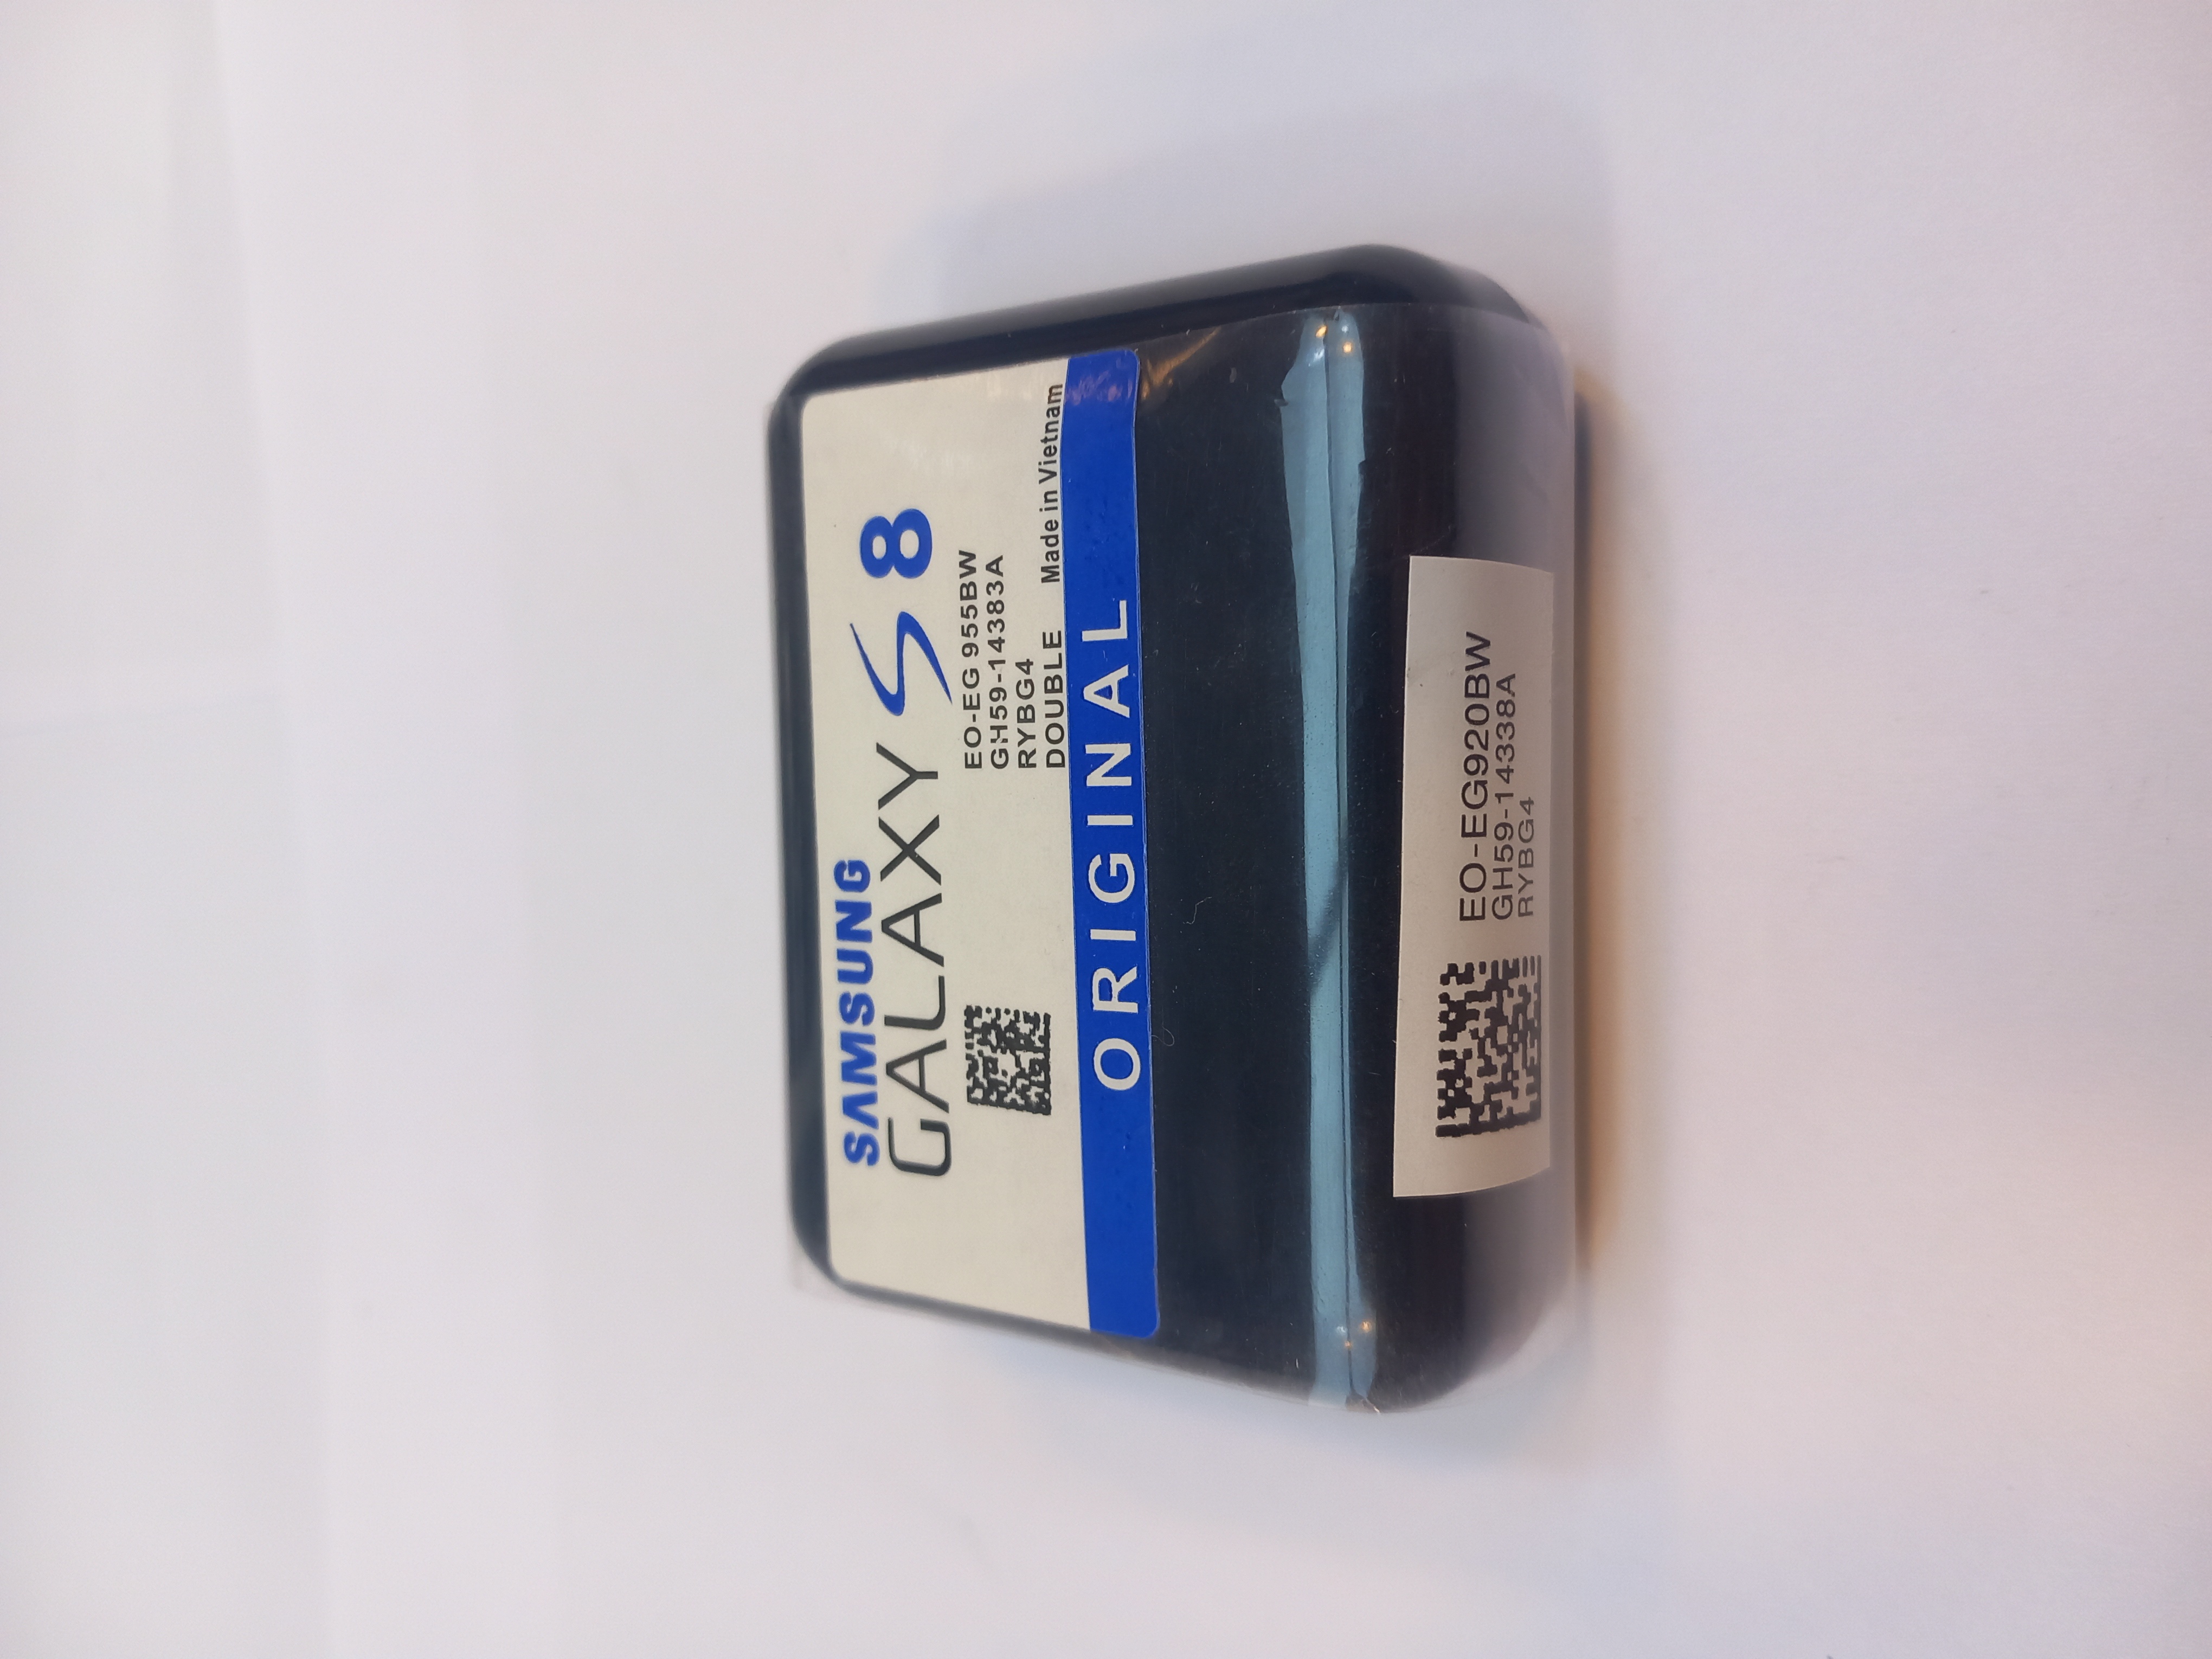 SAMSUNG
GALAXY S8
EO-EG 955BW
GH59-14383A
RYBG4
DOUBLE Made in Vietnam
ORIGINAL
EO-EG920BW
GH59-14338A
RYBG4